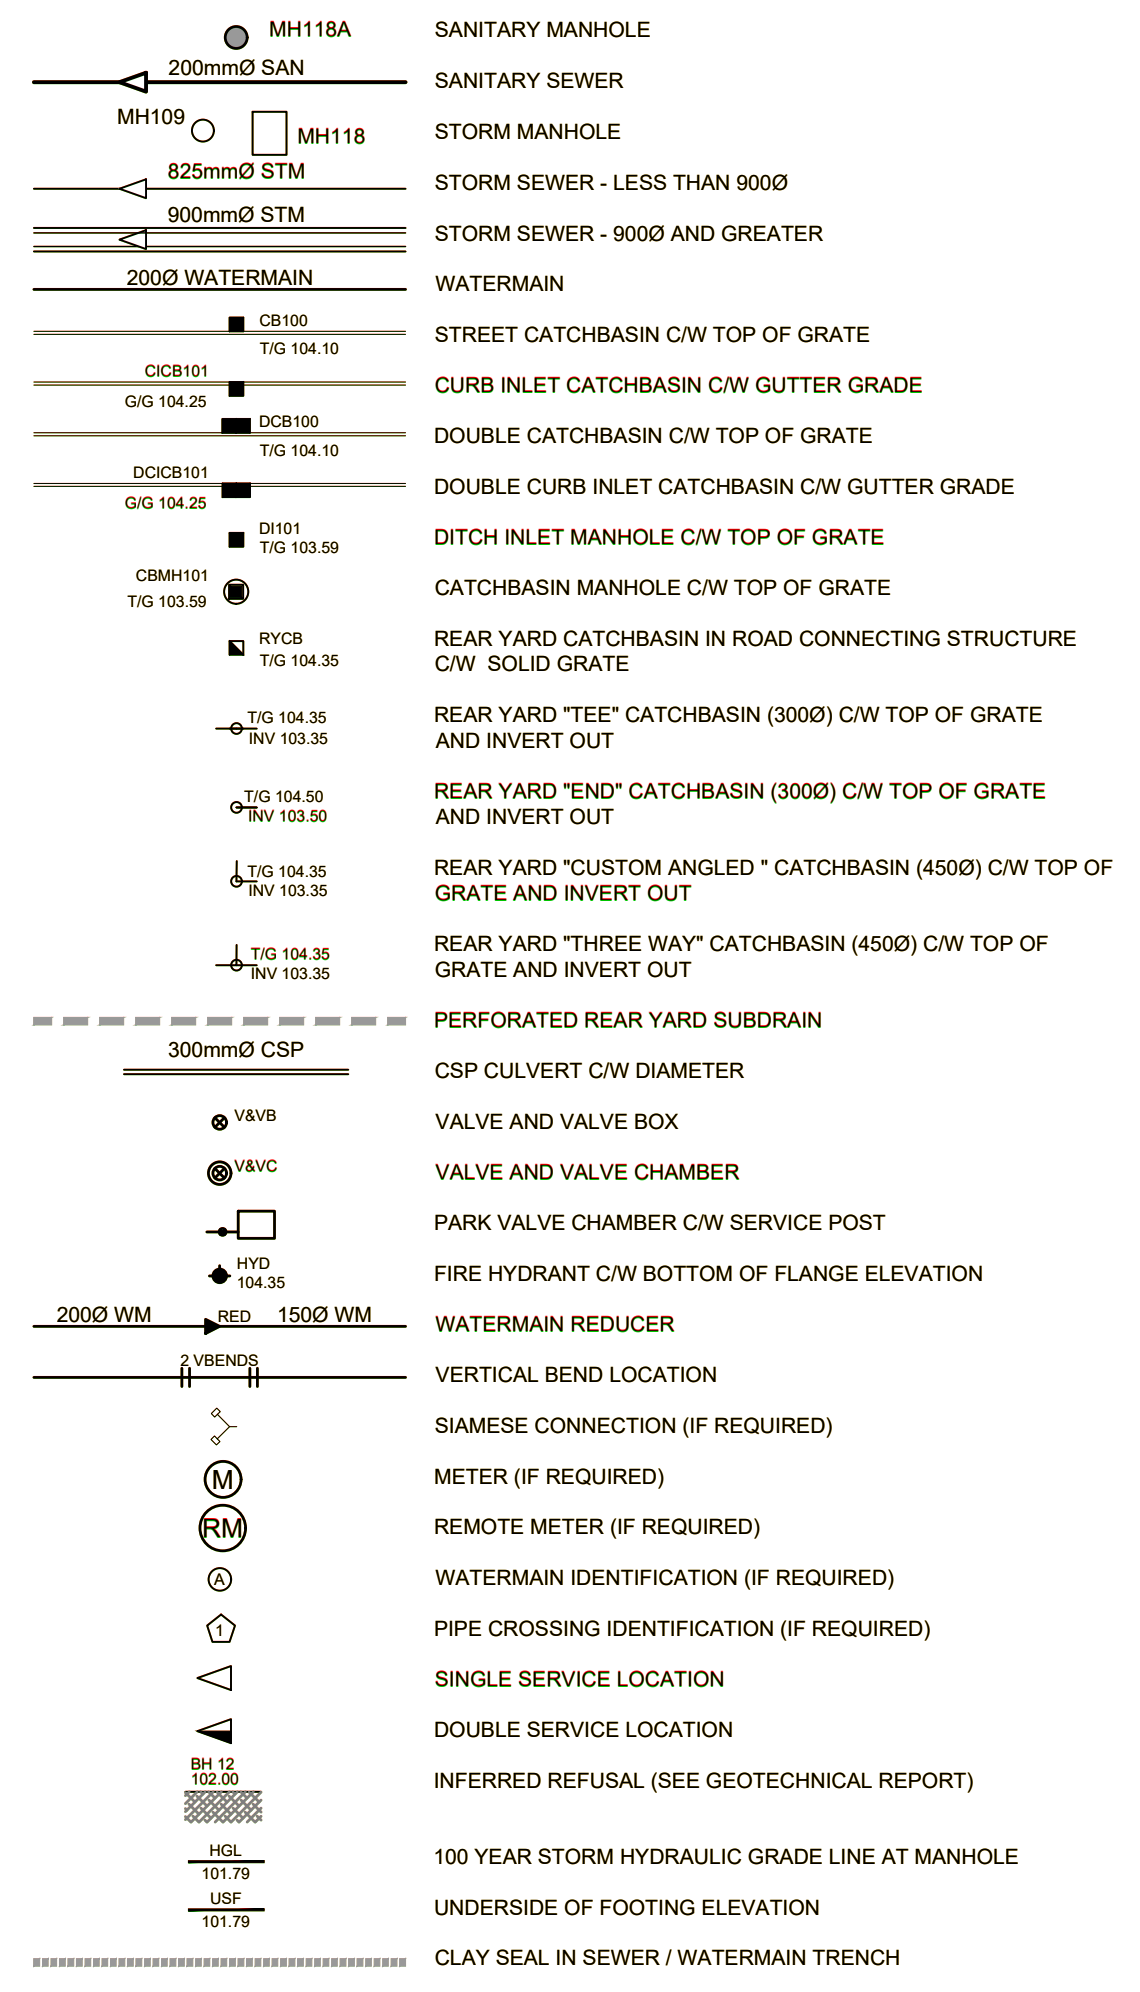 MH118A SANITARY MANHOLE
200mmØ SAN SANITARY SEWER
MH109 MH118 STORM MANHOLE
825mmØ STM STORM SEWER - LESS THAN 900Ø
900mmØ STM STORM SEWER - 900Ø AND GREATER
200Ø WATERMAIN WATERMAIN
CB100 STREET CATCHBASIN C/W TOP OF GRATE
T/G 104.10
CICB101 CURB INLET CATCHBASIN C/W GUTTER GRADE
G/G 104.25
DCB100 DOUBLE CATCHBASIN C/W TOP OF GRATE
T/G 104.10
DCICB101 DOUBLE CURB INLET CATCHBASIN C/W GUTTER GRADE
G/G 104.25
DI101 DITCH INLET MANHOLE C/W TOP OF GRATE
T/G 103.59
CBMH101 CATCHBASIN MANHOLE C/W TOP OF GRATE
T/G 103.59
RYCB REAR YARD CATCHBASIN IN ROAD CONNECTING STRUCTURE
T/G 104.35 C/W SOLID GRATE
T/G 104.35 REAR YARD "TEE" CATCHBASIN (300Ø) C/W TOP OF GRATE
INV 103.35 AND INVERT OUT
T/G 104.50 REAR YARD "END" CATCHBASIN (300Ø) C/W TOP OF GRATE
INV 103.50 AND INVERT OUT
T/G 104.35 REAR YARD "CUSTOM ANGLED " CATCHBASIN (450Ø) C/W TOP OF
INV 103.35 GRATE AND INVERT OUT
T/G 104.35 REAR YARD "THREE WAY" CATCHBASIN (450Ø) C/W TOP OF
INV 103.35 GRATE AND INVERT OUT
PERFORATED REAR YARD SUBDRAIN
300mmØ CSP CSP CULVERT C/W DIAMETER
V&VB VALVE AND VALVE BOX
V&VC VALVE AND VALVE CHAMBER
PARK VALVE CHAMBER C/W SERVICE POST
HYD FIRE HYDRANT C/W BOTTOM OF FLANGE ELEVATION
104.35
200Ø WM RED 150Ø WM WATERMAIN REDUCER
2 VBENDS VERTICAL BEND LOCATION
SIAMESE CONNECTION (IF REQUIRED)
M METER (IF REQUIRED)
RM REMOTE METER (IF REQUIRED)
A WATERMAIN IDENTIFICATION (IF REQUIRED)
1 PIPE CROSSING IDENTIFICATION (IF REQUIRED)
SINGLE SERVICE LOCATION
DOUBLE SERVICE LOCATION
BH 12
102.00 INFERRED REFUSAL (SEE GEOTECHNICAL REPORT)
HGL 100 YEAR STORM HYDRAULIC GRADE LINE AT MANHOLE
101.79
USF UNDERSIDE OF FOOTING ELEVATION
101.79
CLAY SEAL IN SEWER / WATERMAIN TRENCH